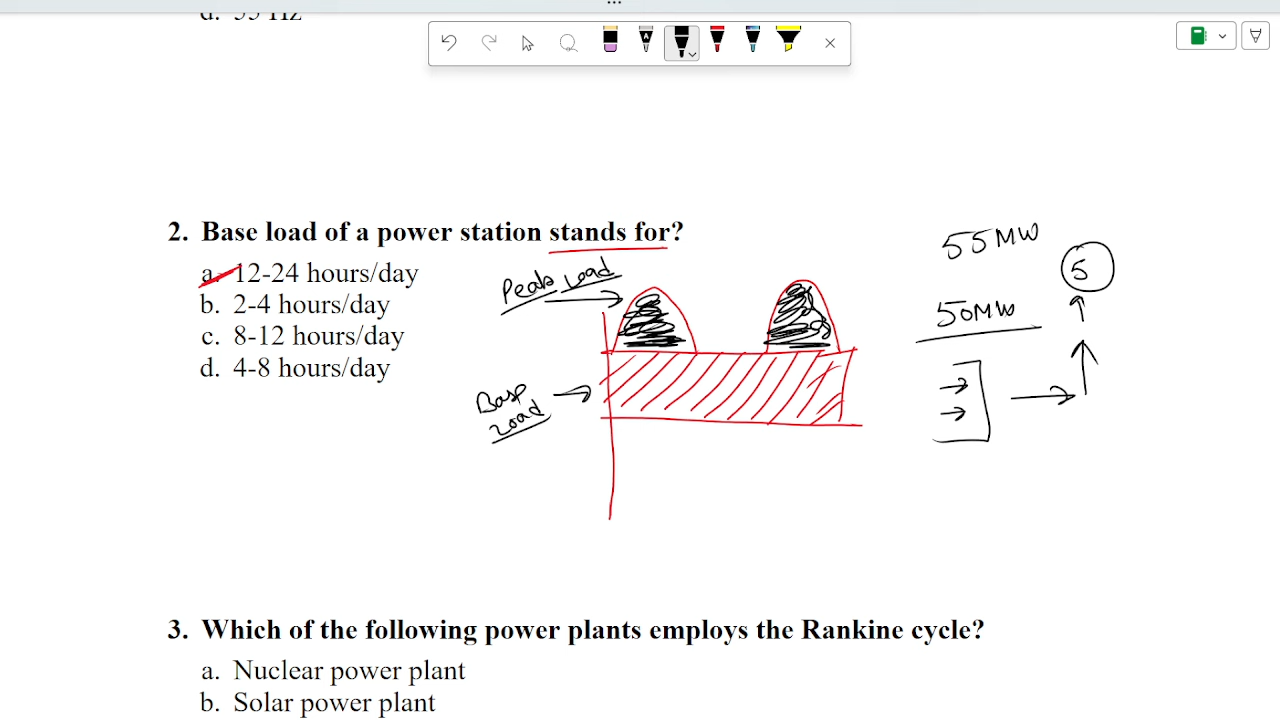 d. 55 Hz
2. Base load of a power station stands for?
a. 12-24 hours/day
b. 2-4 hours/day
c. 8-12 hours/day
d. 4-8 hours/day
Peak Load
Base
Load
55MW
5
50MW
3. Which of the following power plants employs the Rankine cycle?
a. Nuclear power plant
b. Solar power plant